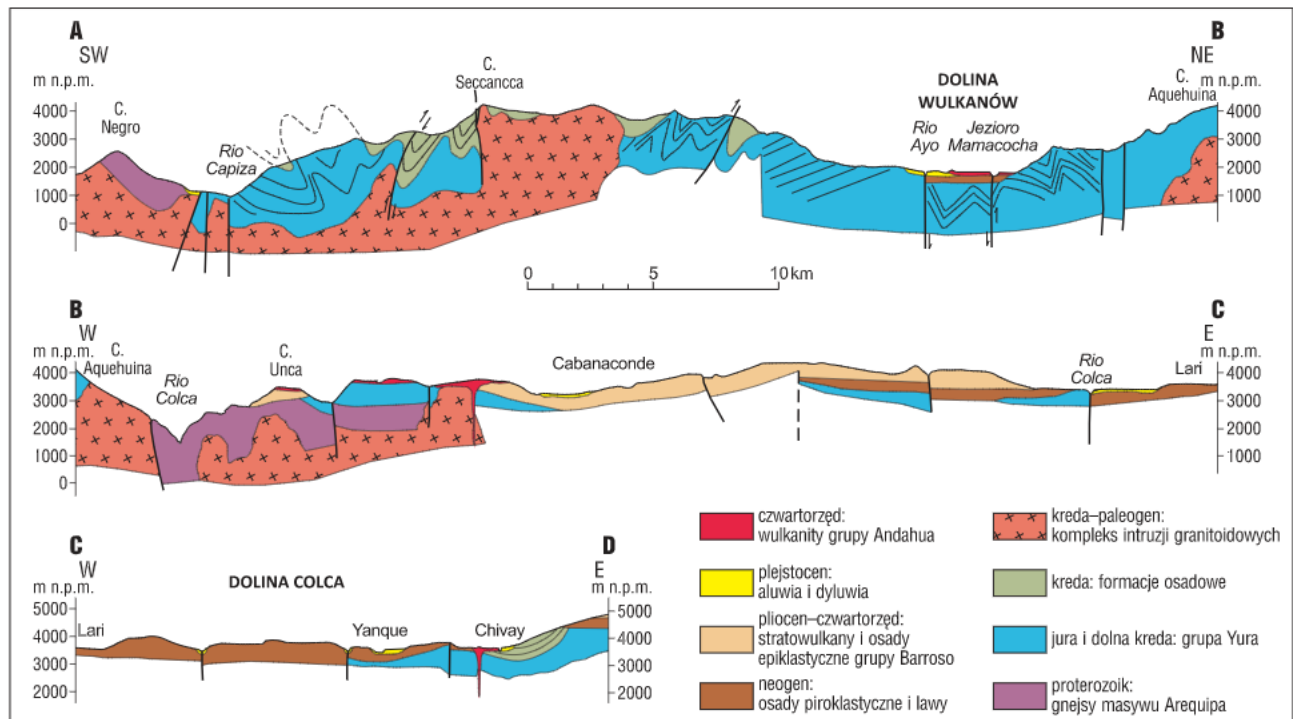 A
SW
m n.p.m.
4000
3000
2000
1000
0
C.
Negro
Rio
Capiza
C.
Seccancca
DOLINA
WULKANÓW
Rio
Ayo
Jezioro
Mamacocha
B
NE
C.
Aquehuina
m n.p.m.
4000
3000
2000
1000
0 5 10 km
B
W
m n.p.m.
C.
Aquehuina
4000
3000
2000
1000
0
Rio
Colca
C.
Unca
Cabanaconde
Rio
Colca
Lari
C
E
m n.p.m.
4000
3000
2000
1000
C
W
m n.p.m.
5000
4000
3000
2000
DOLINA COLCA
Lari
Yanque
Chivay
D
E
m n.p.m.
5000
4000
3000
2000
czwartorzęd:
wulkanity grupy Andahua
plejstocen:
aluwia i dyluwia
pliocen–czwartorzęd:
stratowulkany i osady
epiklastyczne grupy Barroso
neogen:
osady piroklastyczne i lawy
kreda–paleogen:
kompleks intruzji granitoidowych
kreda: formacje osadowe
jura i dolna kreda: grupa Yura
proterozoik:
gnejsy masywu Arequipa